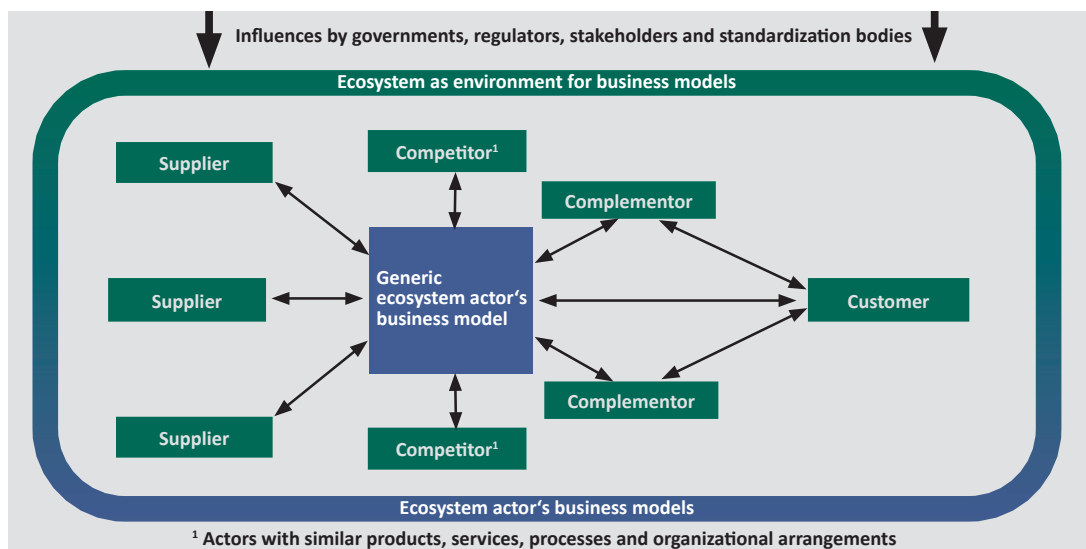 Influences by governments, regulators, stakeholders and standardization bodies
Ecosystem as environment for business models
Supplier
Competitor¹
Complementor
Generic
ecosystem actor‘s
business model
Supplier
Customer
Complementor
Supplier
Competitor¹
Ecosystem actor‘s business models
¹ Actors with similar products, services, processes and organizational arrangements